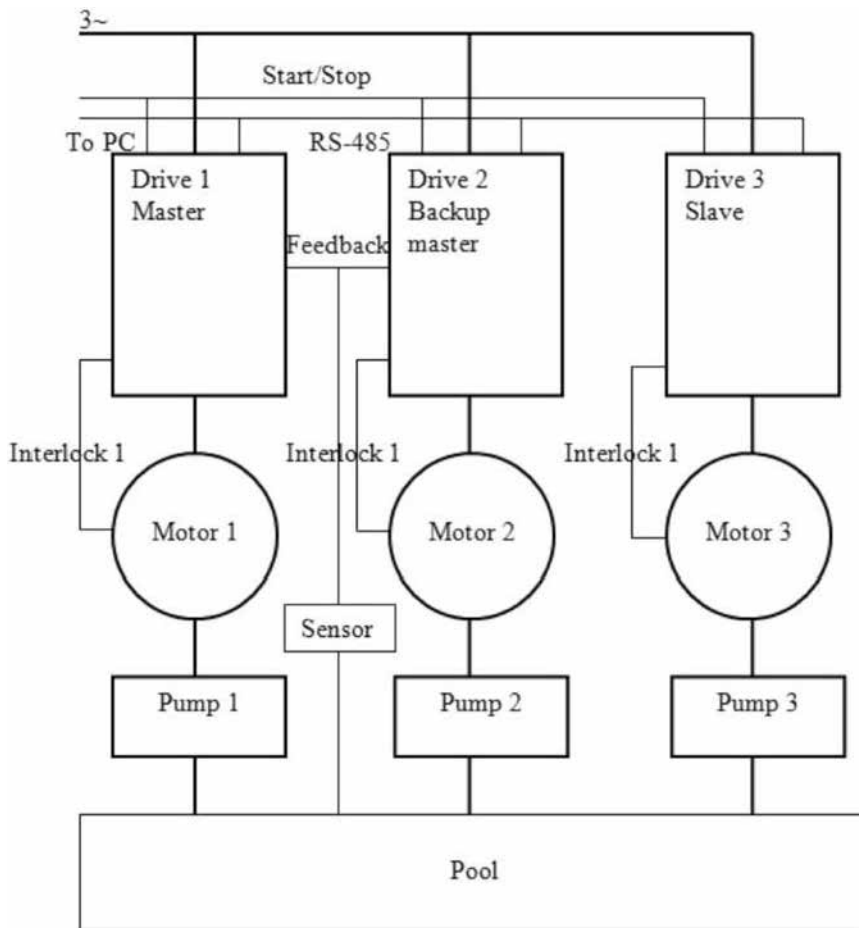 3~
Start/Stop
To PC
RS-485
Drive 1
Master
Drive 2
Backup
master
Drive 3
Slave
Feedback
Interlock 1
Interlock 1
Interlock 1
Motor 1
Motor 2
Motor 3
Sensor
Pump 1
Pump 2
Pump 3
Pool